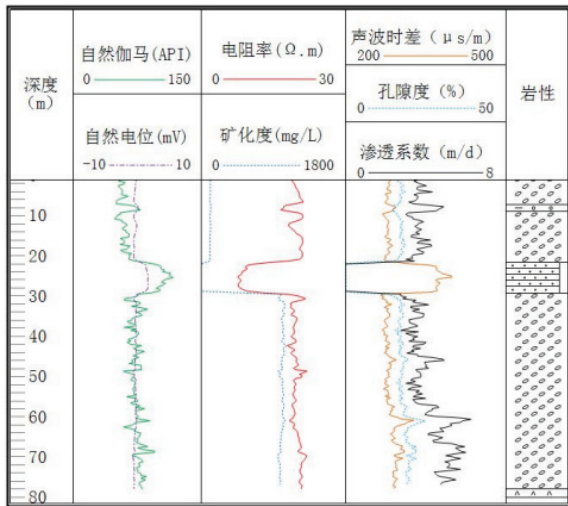 深度
(m)
自然伽马(API)
0 150
自然电位(mV)
-10 10
电阻率(Ω.m)
0 30
矿化度(mg/L)
0 1800
声波时差(μs/m)
200 500
孔隙度(%)
0 50
渗透系数(m/d)
0 8
岩性
10
20
30
40
50
60
70
80